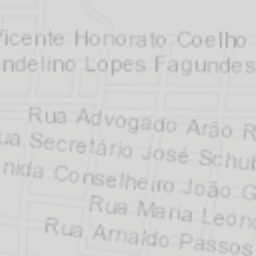 Vicente Honorato Coelho
ndelino Lopes Fagundes
Rua Advogado Arão R
ua Secretário José Schu
nida Conselheiro João G
Rua Maria Leon
Rua Arnaldo Passos